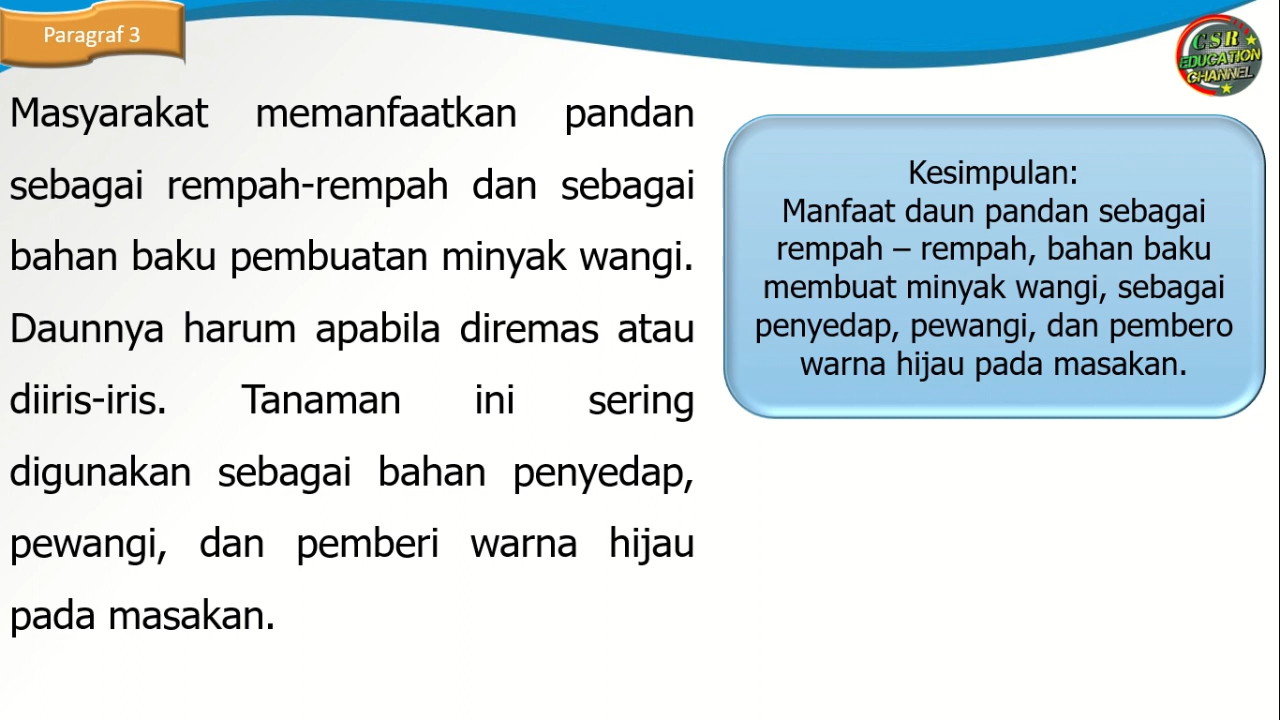 Paragraf 3
GSR
EDUCATION
CHANNEL
Masyarakat memanfaatkan pandan
sebagai rempah-rempah dan sebagai
bahan baku pembuatan minyak wangi.
Daunnya harum apabila diremas atau
diiris-iris. Tanaman ini sering
digunakan sebagai bahan penyedap,
pewangi, dan pemberi warna hijau
pada masakan.
Kesimpulan:
Manfaat daun pandan sebagai
rempah – rempah, bahan baku
membuat minyak wangi, sebagai
penyedap, pewangi, dan pembero
warna hijau pada masakan.